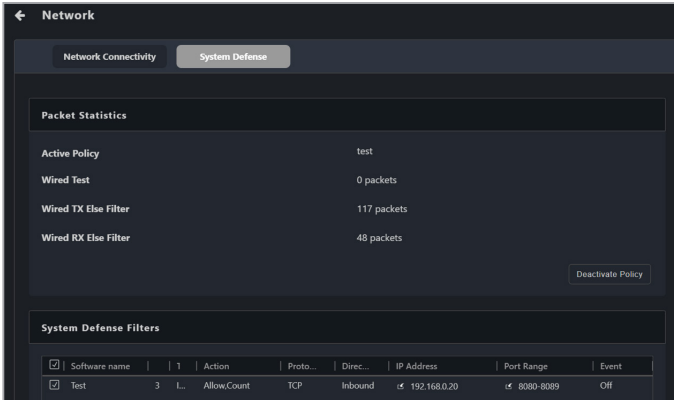 Network
Network Connectivity System Defense
Packet Statistics
Active Policy test
Wired Test 0 packets
Wired TX Else Filter 117 packets
Wired RX Else Filter 48 packets
Deactivate Policy
System Defense Filters
Software name | | T | Action | Proto... | Direc... | IP Address | Port Range | Event
Test 3 I... Allow,Count TCP Inbound 192.168.0.20 8080-8089 Off